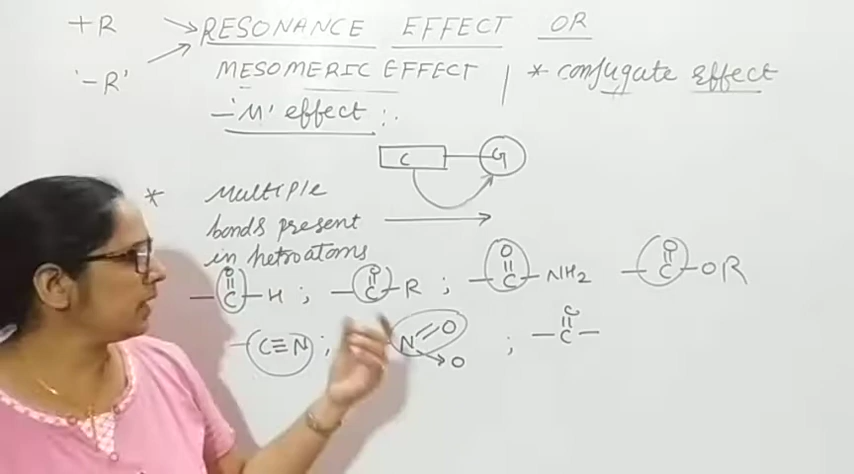 +R RESONANCE EFFECT OR
'-R' MESOMERIC EFFECT | * conjugate effect
-'M' effect :.
C G
* Multiple
bonds present
in hetroatoms
O O O O
C-H ; C-R ; C-NH2 C-OR
C≡N ; N O ; C
C
O